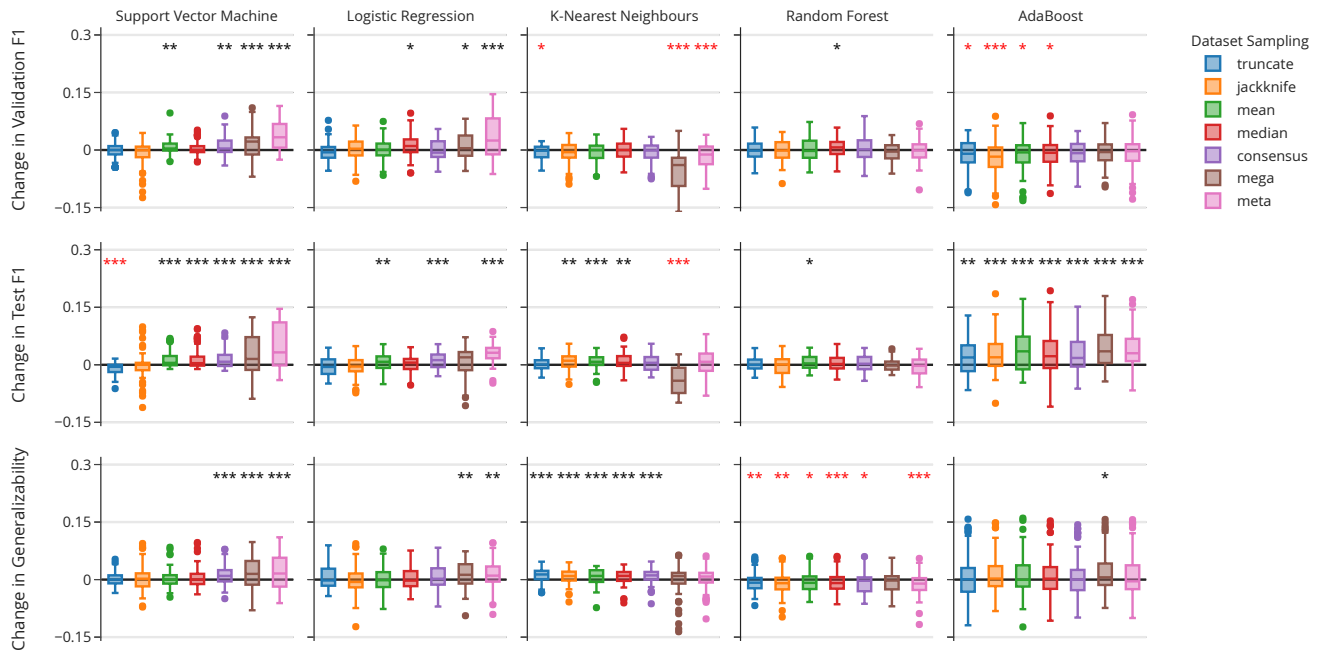 Support Vector Machine
Logistic Regression
K-Nearest Neighbours
Random Forest
AdaBoost
Change in Validation F1
0.3
0.15
0
−0.15
** ** *** ***
* * ***
* *** ***
*
* *** * *
Dataset Sampling
truncate
jackknife
mean
median
consensus
mega
meta
Change in Test F1
0.3
0.15
0
−0.15
*** *** *** *** *** ***
** *** ***
** *** ** ***
*
** *** *** *** *** *** ***
Change in Generalizability
0.3
0.15
0
−0.15
*** *** ***
** **
*** *** *** *** ***
** ** * *** * ***
*